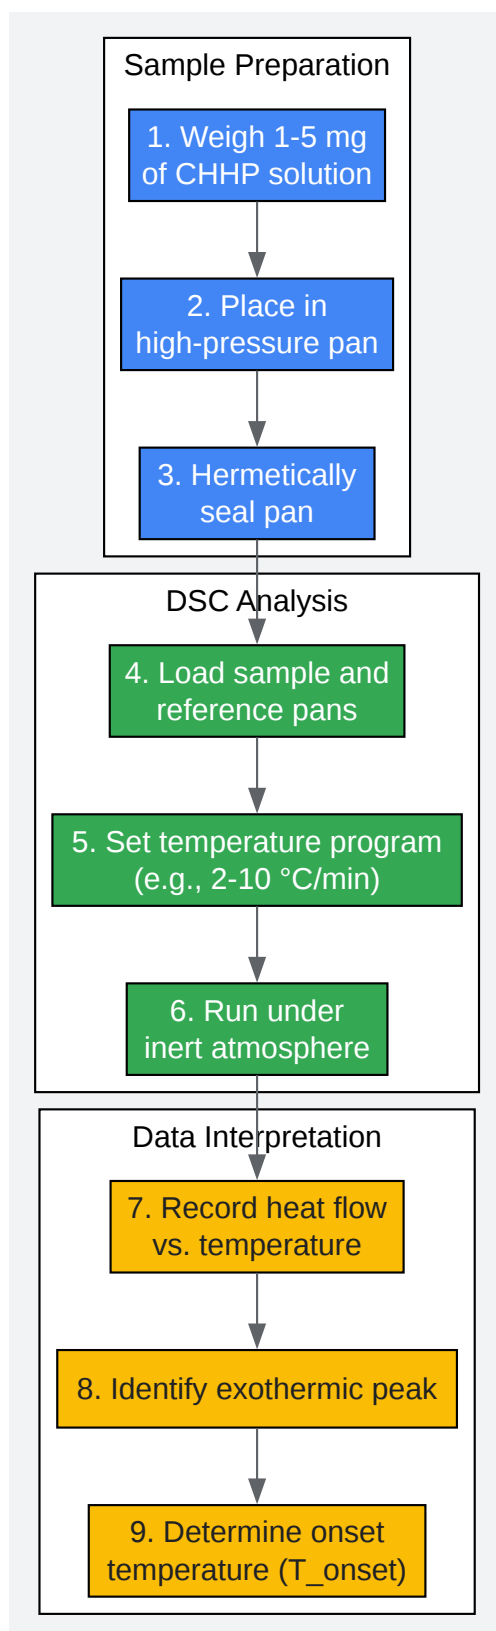 Sample Preparation
1. Weigh 1-5 mg
of CHHP solution
2. Place in
high-pressure pan
3. Hermetically
seal pan
DSC Analysis
4. Load sample and
reference pans
5. Set temperature program
(e.g., 2-10 °C/min)
6. Run under
inert atmosphere
Data Interpretation
7. Record heat flow
vs. temperature
8. Identify exothermic peak
9. Determine onset
temperature (T_onset)